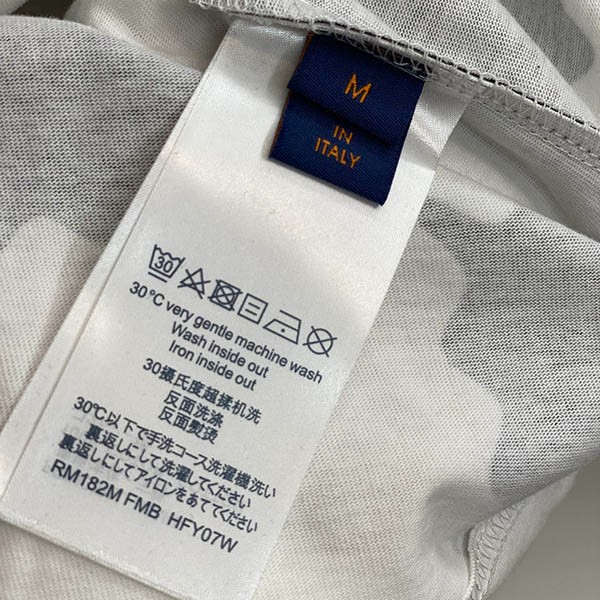 M
IN
ITALY
30
30°C very gentle machine wash
Wash inside out
Iron inside out
30摄氏度超揉机洗
反面洗涤
反面熨烫
30℃以下で手洗コース洗濯機洗い
裏返しにして洗濯してください
裏返しにしてアイロンをあててください
RM182M FMB HFY07W